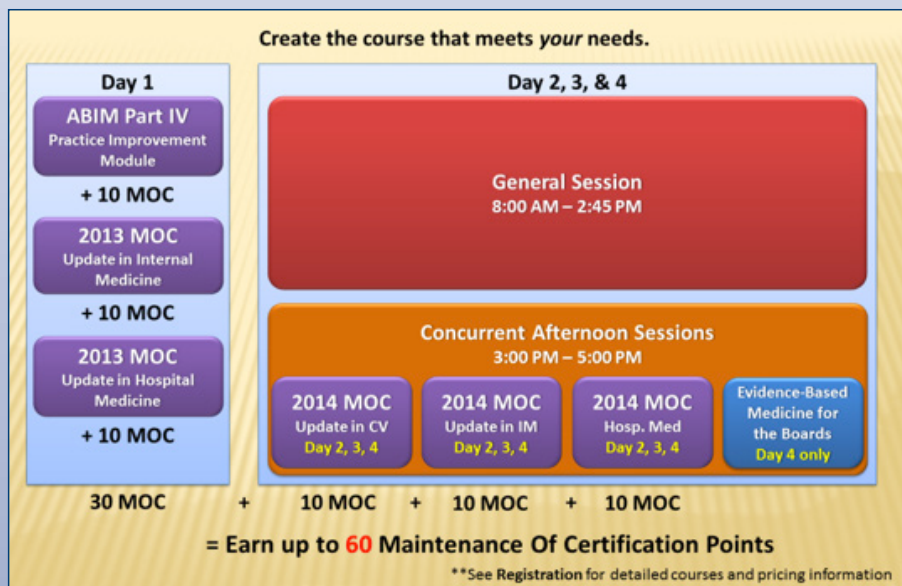 Create the course that meets your needs.
Day 1
ABIM Part IV
Practice Improvement
Module
+ 10 MOC
2013 MOC
Update in Internal
Medicine
+ 10 MOC
2013 MOC
Update in Hospital
Medicine
+ 10 MOC
Day 2, 3, & 4
General Session
8:00 AM – 2:45 PM
Concurrent Afternoon Sessions
3:00 PM – 5:00 PM
2014 MOC
Update in CV
Day 2, 3, 4
2014 MOC
Update in IM
Day 2, 3, 4
2014 MOC
Hosp. Med
Day 2, 3, 4
Evidence-Based
Medicine for
the Boards
Day 4 only
30 MOC + 10 MOC + 10 MOC + 10 MOC
= Earn up to 60 Maintenance Of Certification Points
**See Registration for detailed courses and pricing information